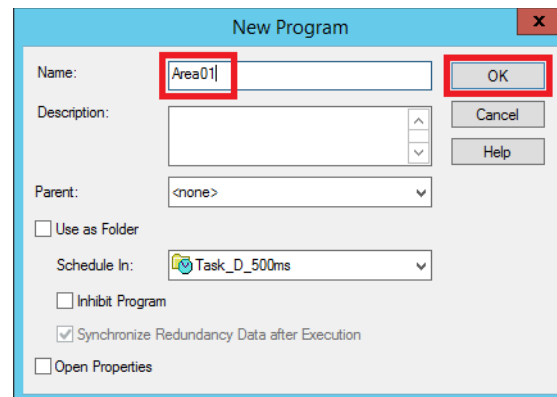 New Program
x
Name:
Area01
OK
Description:
Cancel
Help
Parent:
<none>
Use as Folder
Schedule In:
Task_D_500ms
Inhibit Program
Synchronize Redundancy Data after Execution
Open Properties